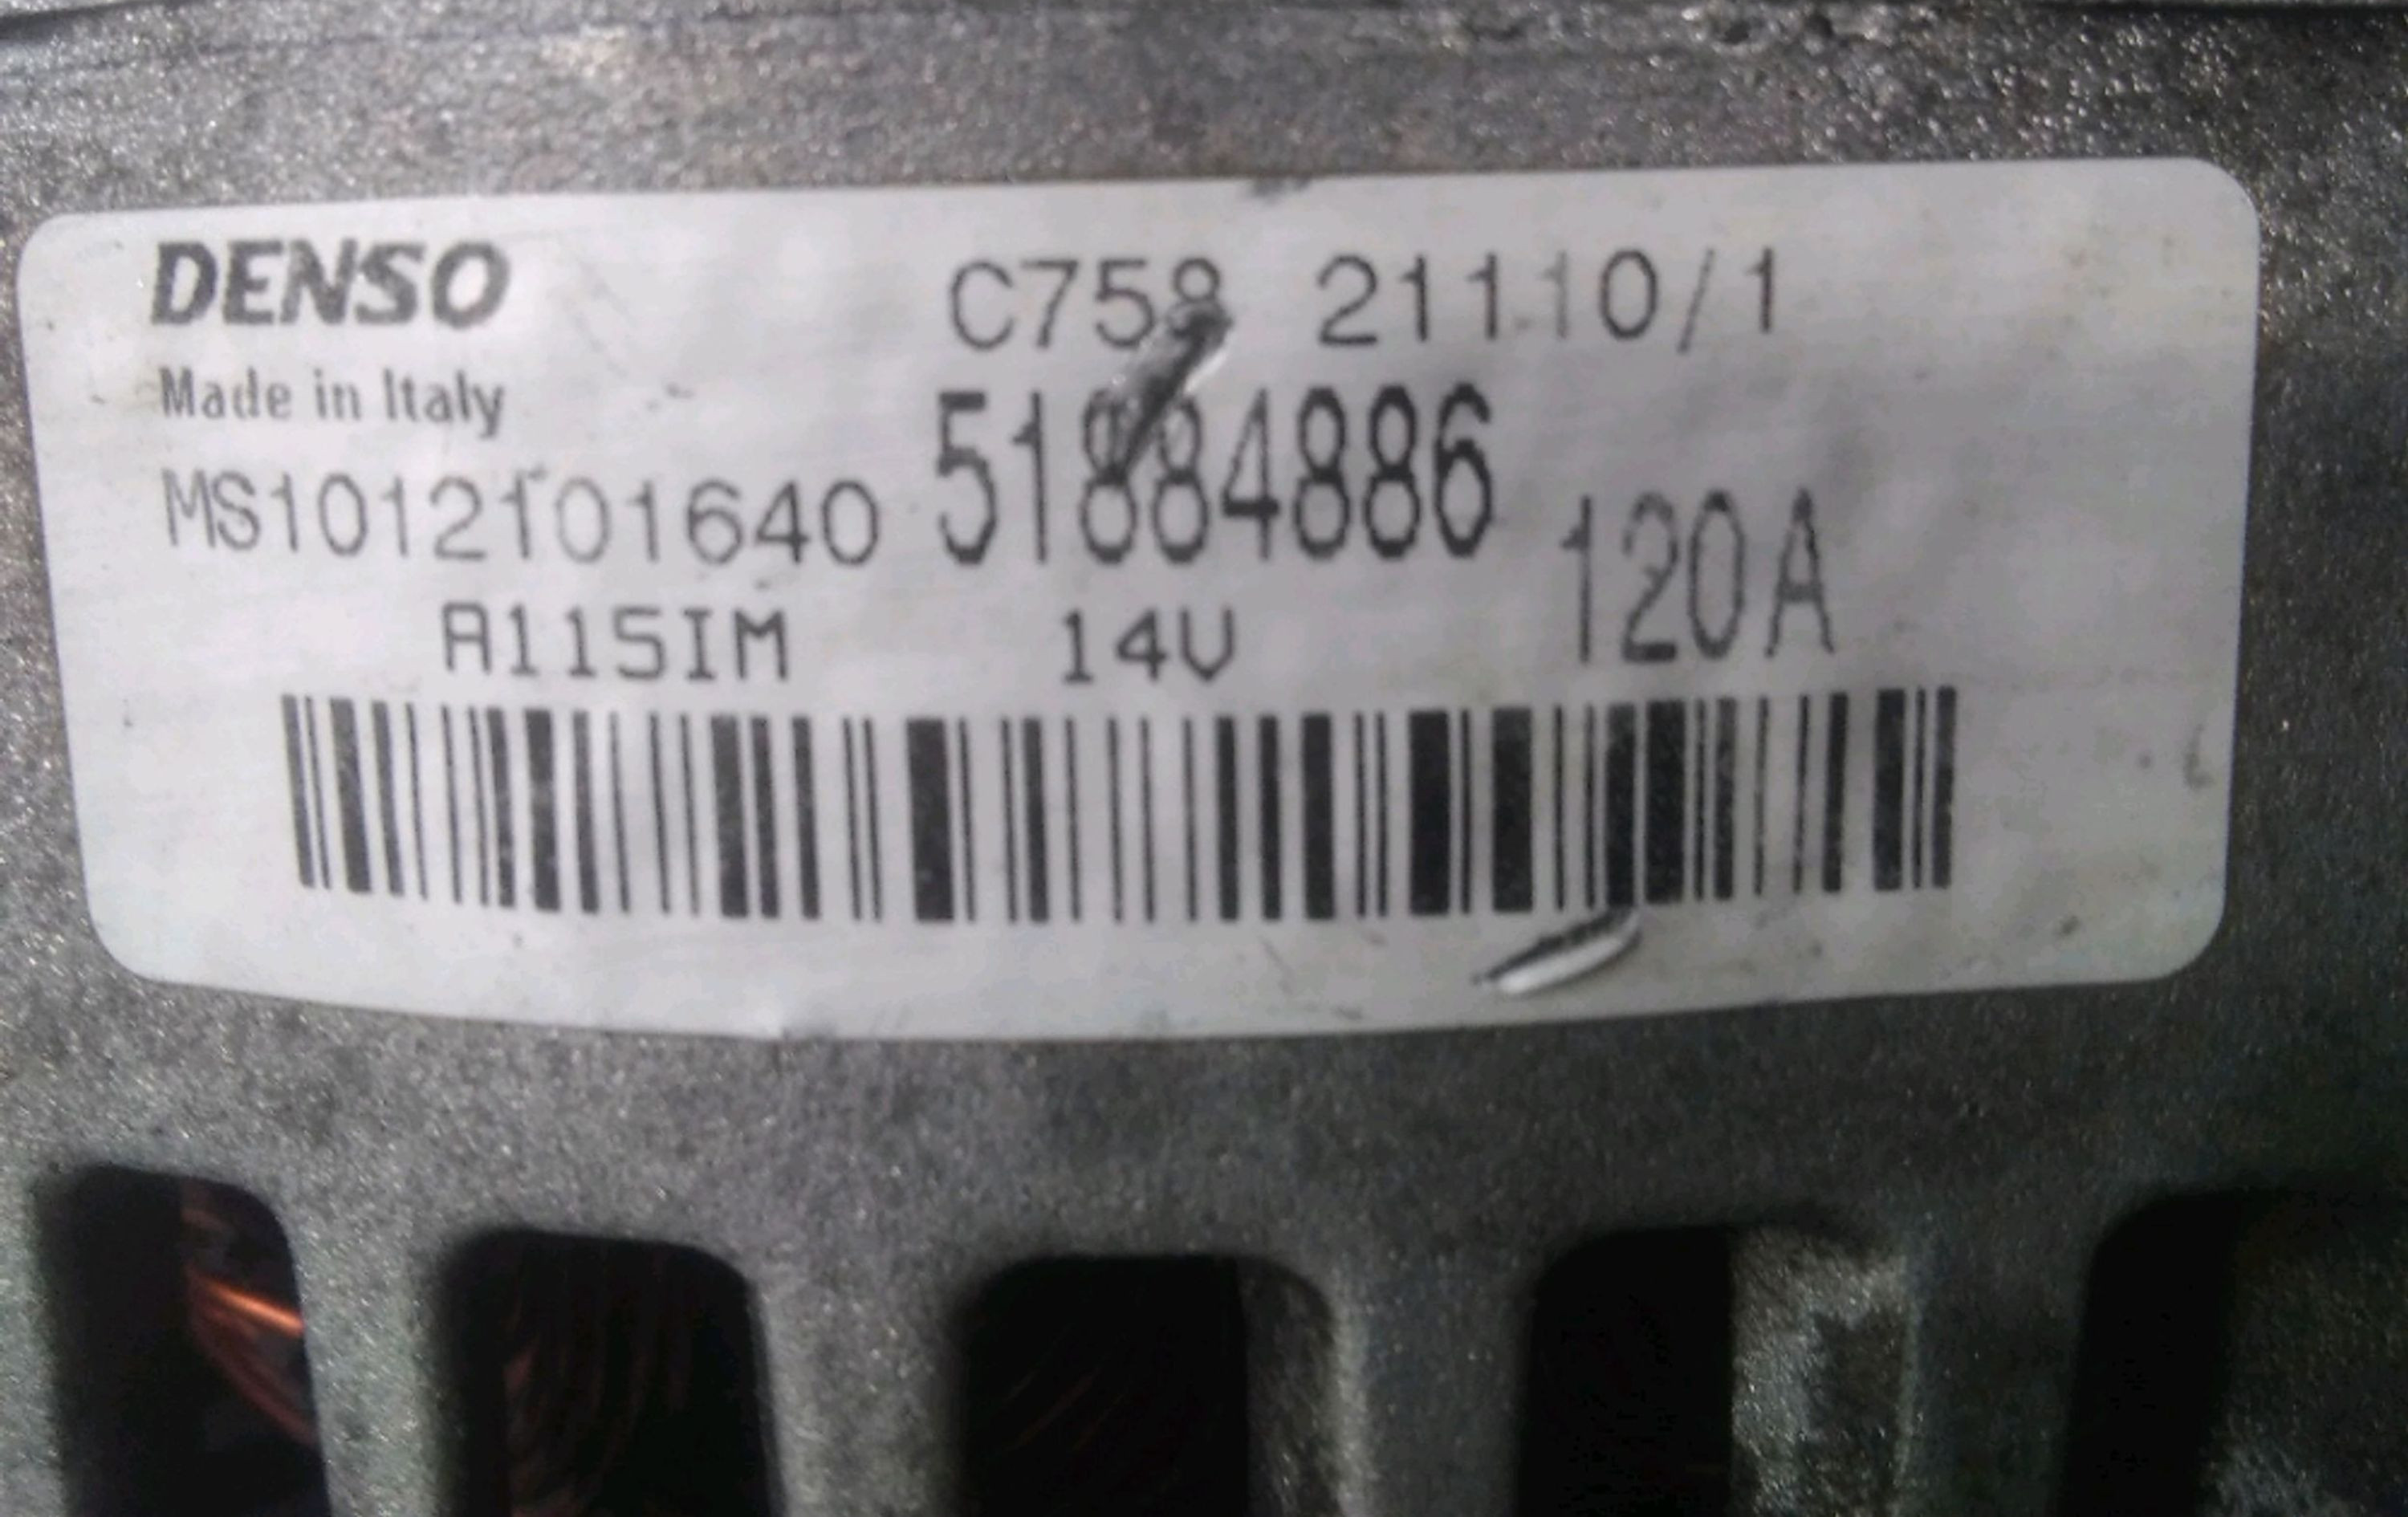 DENSO
C758 21110/1
Made in Italy
51884886
MS1012101640
120A
A115IM 14V